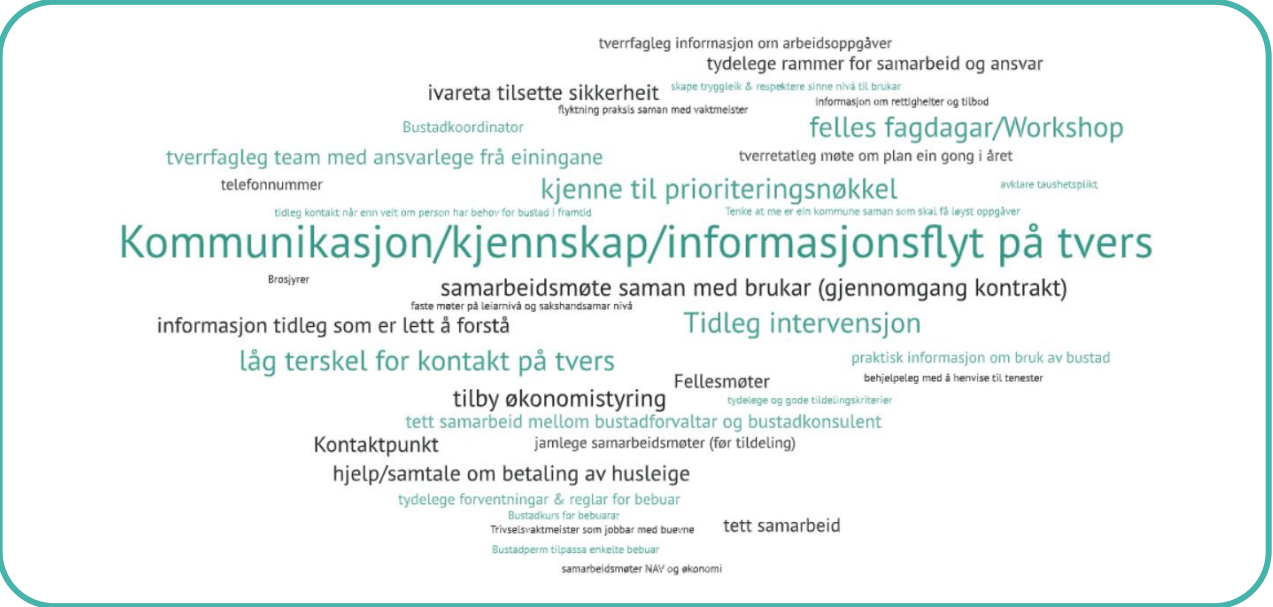 tverrfagleg informasjon om arbeidsoppgåver
tydelege rammer for samarbeid og ansvar
skape tryggleik & respektere sinne nivå til brukar
ivareta tilsette sikkerheit
informasjon om rettigheiter og tilbod
flyktning praksis saman med vaktmeister
Bustadkoordinator
felles fagdagar/Workshop
tverrfagleg team med ansvarlege frå einingane
tverretatleg møte om plan ein gong i året
telefonnummer
kjenne til prioriteringsnøkkel
avklare taushetsplikt
tidleg kontakt når enn veit om person har behov for bustad i framtid
Tenke at me er ein kommune saman som skal få løyst oppgåver
Kommunikasjon/kjennskap/informasjonsflyt på tvers
Brosjyrer
samarbeidsmøte saman med brukar (gjennomgang kontrakt)
faste møter på leiarnivå og sakshandsamar nivå
informasjon tidleg som er lett å forstå
Tidleg intervensjon
låg terskel for kontakt på tvers
praktisk informasjon om bruk av bustad
Fellesmøter
behjelpeleg med å henvise til tenester
tilby økonomistyring
tydelege og gode tildelingskriterier
tett samarbeid mellom bustadforvaltar og bustadkonsulent
Kontaktpunkt
jamlege samarbeidsmøter (før tildeling)
hjelp/samtale om betaling av husleige
tydelege forventningar & reglar for bebuar
Bustadkurs for bebuarar
Trivselsvaktmeister som jobbar med buevne
tett samarbeid
Bustadperm tilpassa enkelte bebuar
samarbeidsmøter NAV og økonomi